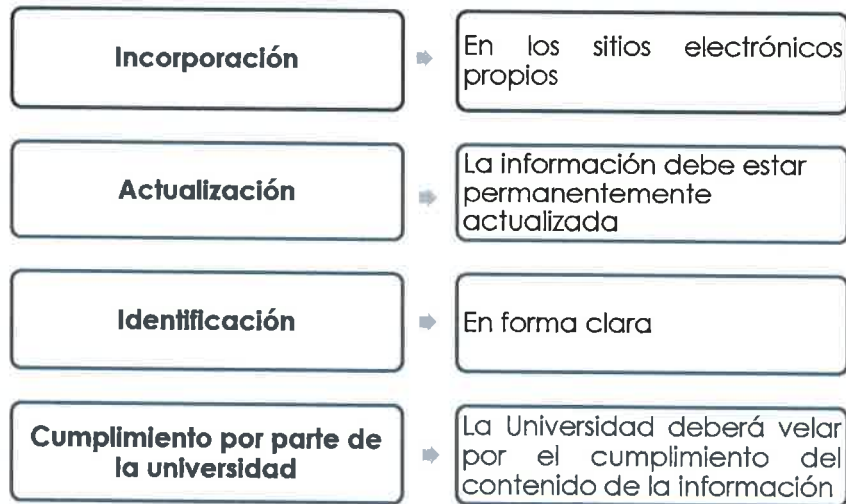 Incorporación
En los sitios electrónicos
propios
Actualización
La información debe estar
permanentemente
actualizada
Identificación
En forma clara
Cumplimiento por parte de
la universidad
La Universidad deberá velar
por el cumplimiento del
contenido de la información